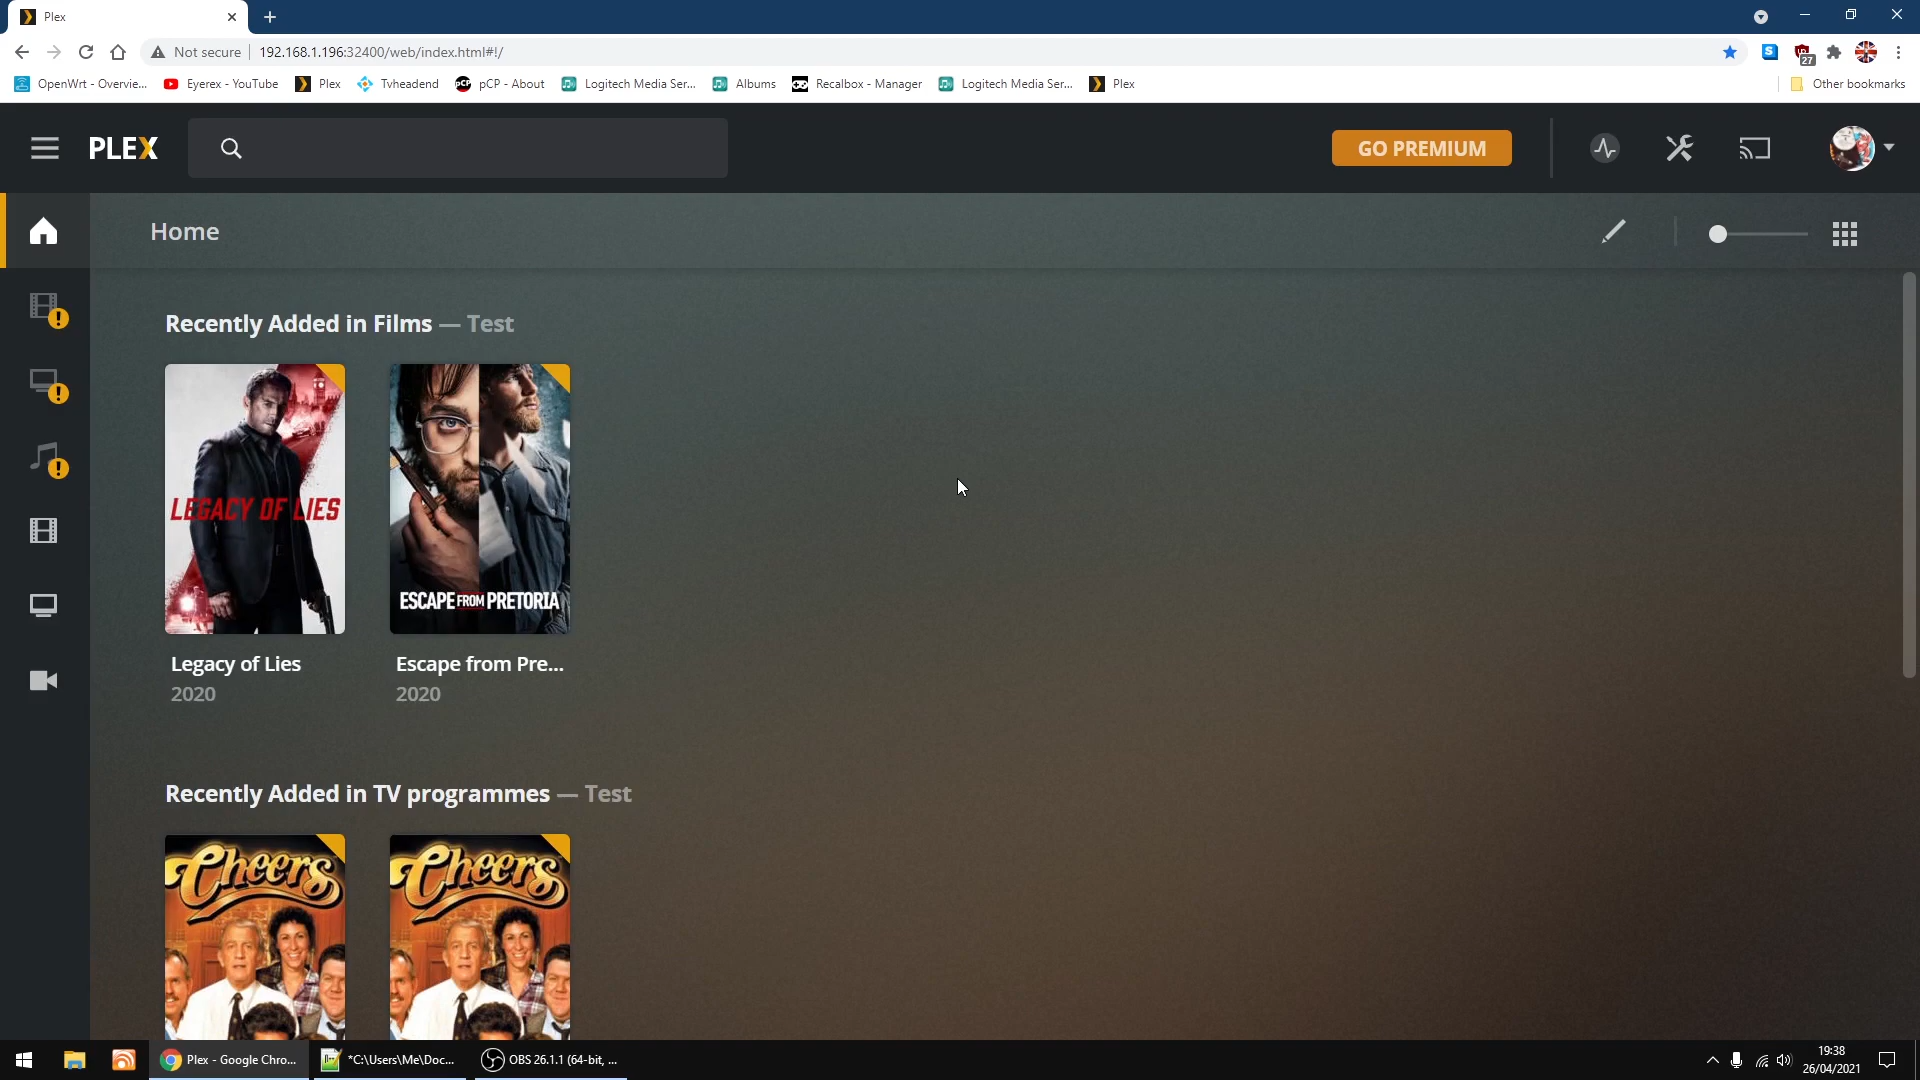 Plex
Not secure
192.168.1.196:32400/web/index.html#!/
27
OpenWrt - Overvie...
Eyerex - YouTube
Plex
Tvheadend
pCP - About
Logitech Media Ser...
Albums
Recalbox - Manager
Logitech Media Ser...
Plex
Other bookmarks
PLEX
GO PREMIUM
Home
Recently Added in Films — Test
LEGACY OF LIES
ESCAPE FROM PRETORIA
Legacy of Lies
2020
Escape from Pre...
2020
Recently Added in TV programmes — Test
Cheers
Cheers
Plex - Google Chro...
*C:\Users\Me\Doc...
OBS 26.1.1 (64-bit, ...
19:38
26/04/2021